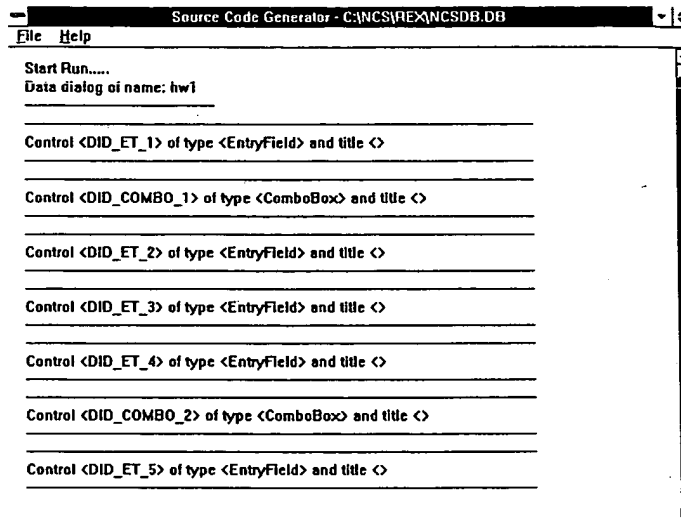 Source Code Generator - C:\NCS\REX\NCSDB.DB
File Help
Start Run.....
Data dialog of name: hw1
Control <DID_ET_1> of type <EntryField> and title <>
Control <DID_COMBO_1> of type <ComboBox> and title <>
Control <DID_ET_2> of type <EntryField> and title <>
Control <DID_ET_3> of type <EntryField> and title <>
Control <DID_ET_4> of type <EntryField> and title <>
Control <DID_COMBO_2> of type <ComboBox> and title <>
Control <DID_ET_5> of type <EntryField> and title <>